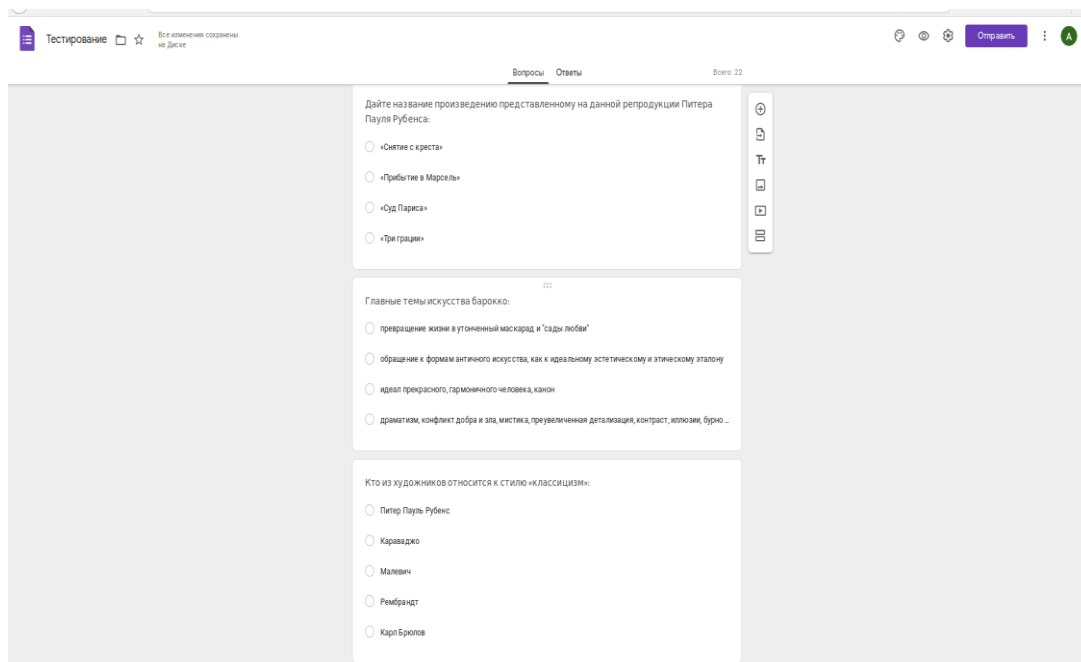 Тестирование
Все изменения сохранены
на Диске
Отправить
A
Вопросы Ответы
Всего: 22
Дайте название произведению представленному на данной репродукции Питера
Пауля Рубенса:
«Снятие с креста»
«Прибытие в Марсель»
«Суд Париса»
«Три грации»
Тт
Главные темы искусства барокко:
превращение жизни в утонченный маскарад и "сады любви"
обращение к формам античного искусства, как к идеальному эстетическому и этическому эталону
идеал прекрасного, гармоничного человека, канон
драматизм, конфликт добра и зла, мистика, преувеличенная детализация, контраст, иллюзии, бурно ...
Кто из художников относится к стилю «классицизм»:
Питер Пауль Рубенс
Караваджо
Малевич
Рембрандт
Карл Брюлов